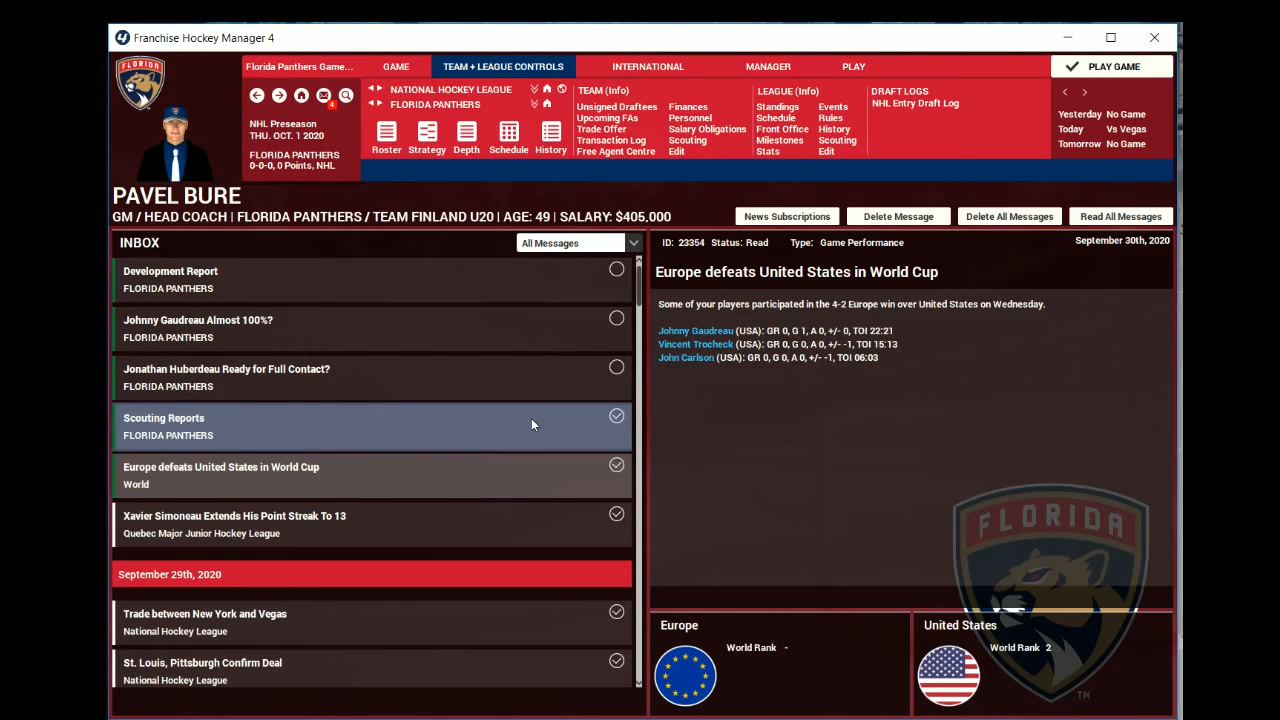 Franchise Hockey Manager 4
Florida Panthers Game...
GAME
TEAM + LEAGUE CONTROLS
INTERNATIONAL
MANAGER
PLAY
PLAY GAME
FLORIDA
4
NHL Preseason
THU. OCT. 1 2020
FLORIDA PANTHERS
0-0-0, 0 Points, NHL
NATIONAL HOCKEY LEAGUE
FLORIDA PANTHERS
Roster
Strategy
Depth
Schedule
History
TEAM (Info)
Unsigned Draftees
Upcoming FAs
Trade Offer
Transaction Log
Free Agent Centre
Finances
Personnel
Salary Obligations
Scouting
Edit
LEAGUE (Info)
Standings
Schedule
Front Office
Milestones
Stats
Events
Rules
History
Scouting
Edit
DRAFT LOGS
NHL Entry Draft Log
Yesterday No Game
Today Vs Vegas
Tomorrow No Game
PAVEL BURE
GM / HEAD COACH | FLORIDA PANTHERS / TEAM FINLAND U20 | AGE: 49 | SALARY: $405,000
News Subscriptions
Delete Message
Delete All Messages
Read All Messages
INBOX
All Messages
Development Report
FLORIDA PANTHERS
Johnny Gaudreau Almost 100%?
FLORIDA PANTHERS
Jonathan Huberdeau Ready for Full Contact?
FLORIDA PANTHERS
Scouting Reports
FLORIDA PANTHERS
Europe defeats United States in World Cup
World
Xavier Simoneau Extends His Point Streak To 13
Quebec Major Junior Hockey League
September 29th, 2020
Trade between New York and Vegas
National Hockey League
St. Louis, Pittsburgh Confirm Deal
National Hockey League
ID: 23354 Status: Read Type: Game Performance
September 30th, 2020
Europe defeats United States in World Cup
Some of your players participated in the 4-2 Europe win over United States on Wednesday.
Johnny Gaudreau (USA): GR 0, G 1, A 0, +/- 0, TOI 22:21
Vincent Trocheck (USA): GR 0, G 0, A 0, +/- -1, TOI 15:13
John Carlson (USA): GR 0, G 0, A 0, +/- -1, TOI 06:03
FLORIDA
TN
Europe
World Rank -
United States
World Rank 2